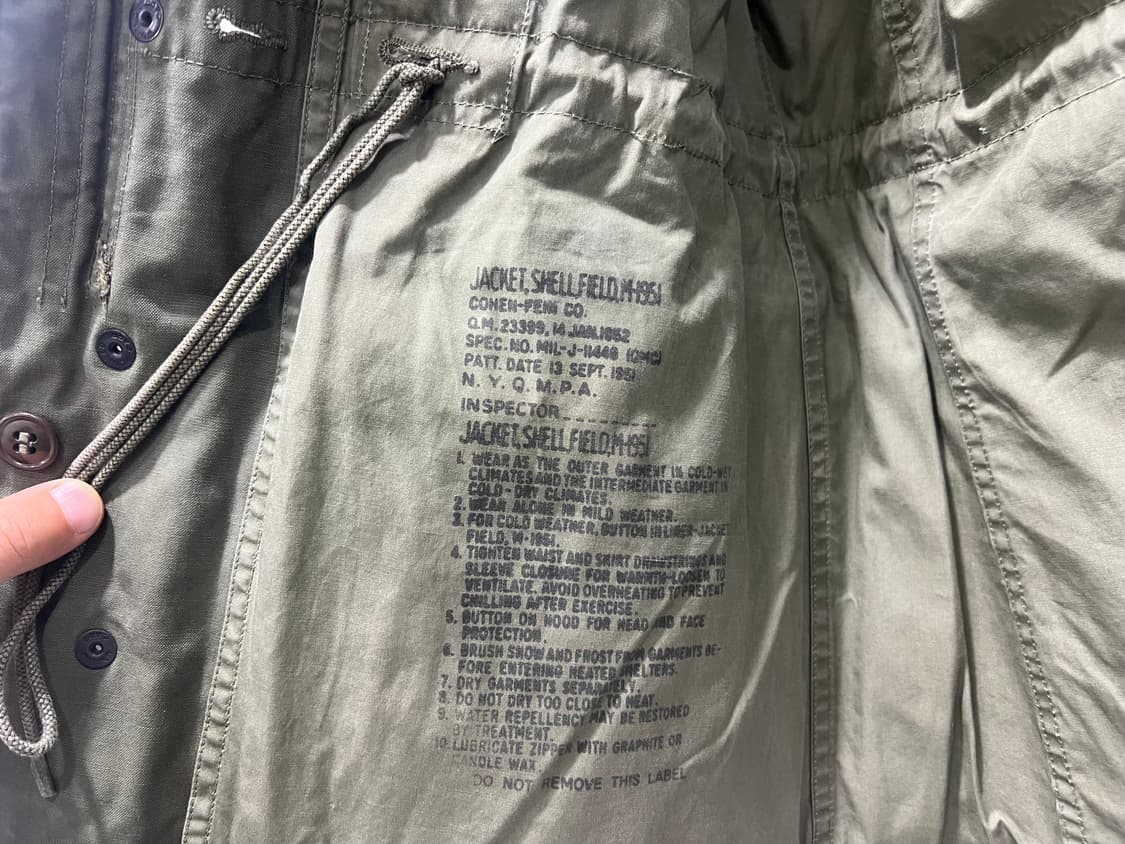 JACKET, SHELL, FIELD, M-1951
COHEN-PENN CO.
Q.M. 23399, 14 JAN. 1952
SPEC. NO. MIL-J-11448 (QMC)
PATT. DATE 13 SEPT. 1951
N. Y. Q. M. P. A.
INSPECTOR_ _ _ _ _ _ _ _ _
JACKET, SHELL, FIELD, M-1951
1. WEAR AS THE OUTER GARMENT IN COLD-WET
CLIMATES AND THE INTERMEDIATE GARMENT IN
COLD-DRY CLIMATES.
2. WEAR ALONE IN MILD WEATHER.
3. FOR COLD WEATHER, BUTTON IN LINER-JACKET
FIELD, M-1951.
4. TIGHTEN WAIST AND SKIRT DRAWSTRINGS AND
SLEEVE CLOSURE FOR WARMTH-LOOSEN TO
VENTILATE, AVOID OVERHEATING TO PREVENT
CHILLING AFTER EXERCISE.
5. BUTTON ON HOOD FOR HEAD AND FACE
PROTECTION.
6. BRUSH SNOW AND FROST FROM GARMENTS BE-
FORE ENTERING HEATED SHELTERS.
7. DRY GARMENTS SEPARATELY.
8. DO NOT DRY TOO CLOSE TO HEAT.
9. WATER REPELLENCY MAY BE RESTORED
BY TREATMENT.
10. LUBRICATE ZIPPER WITH GRAPHITE OR
CANDLE WAX
DO NOT REMOVE THIS LABEL